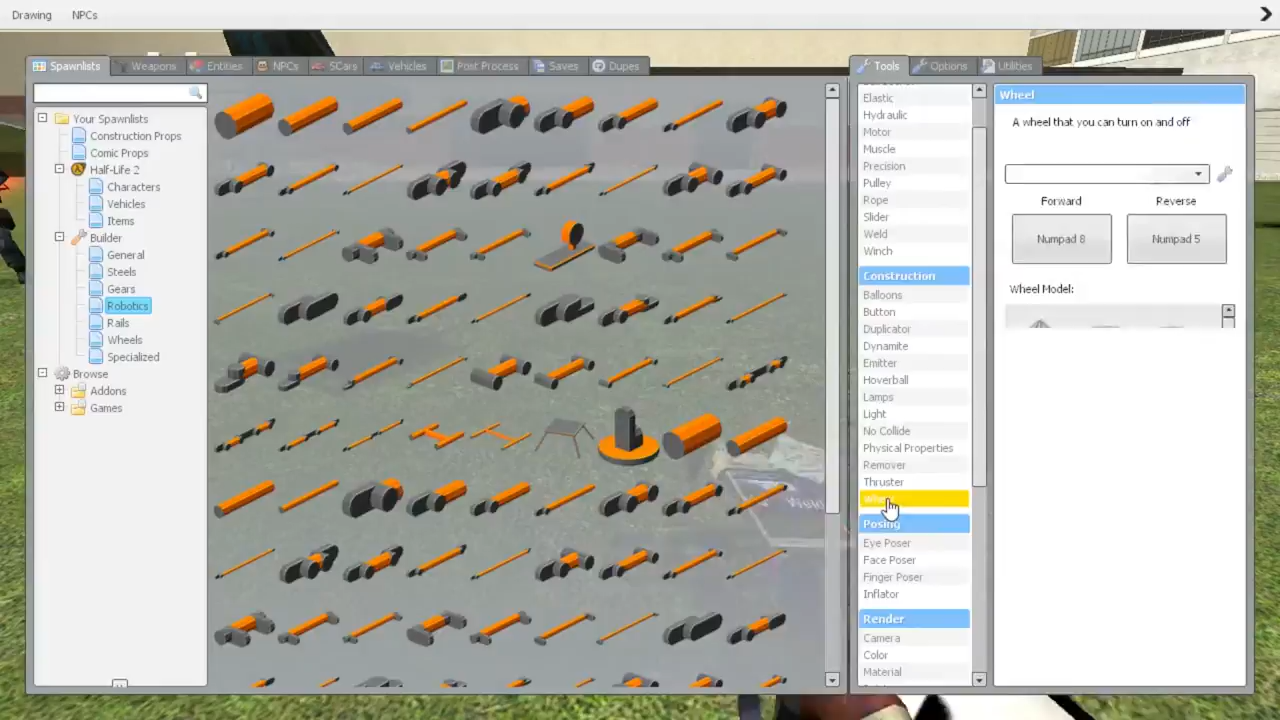 Drawing NPCs
Spawnlists Weapons Entities NPCs SCars Vehicles Post Process Saves Dupes
Your Spawnlists
Construction Props
Comic Props
Half-Life 2
Characters
Vehicles
Items
Builder
General
Steels
Gears
Robotics
Rails
Wheels
Specialized
Browse
Addons
Games
Tools Options Utilities
Elastic
Hydraulic
Motor
Muscle
Precision
Pulley
Rope
Slider
Weld
Winch
Construction
Balloons
Button
Duplicator
Dynamite
Emitter
Hoverball
Lamps
Light
No Collide
Physical Properties
Remover
Thruster
Posing
Eye Poser
Face Poser
Finger Poser
Inflator
Render
Camera
Color
Material
Wheel
A wheel that you can turn on and off
Forward Reverse
Numpad 8 Numpad 5
Wheel Model: